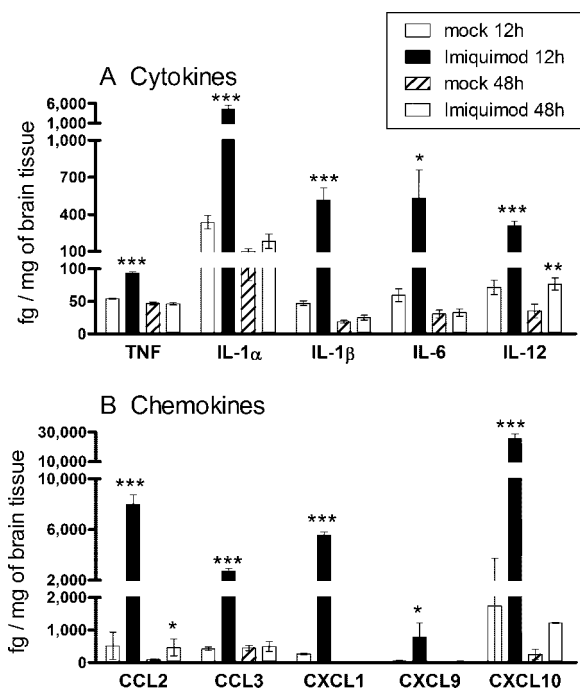 mock 12h
Imiquimod 12h
mock 48h
Imiquimod 48h
A Cytokines
fg / mg of brain tissue
6,000
1,000
1,000
700
400
100
100
50
0
***
***
***
*
***
**
TNF IL-1α IL-1β IL-6 IL-12
B Chemokines
fg / mg of brain tissue
30,000
10,000
10,000
6,000
2,000
2,000
1,000
0
***
*
***
***
*
***
CCL2 CCL3 CXCL1 CXCL9 CXCL10